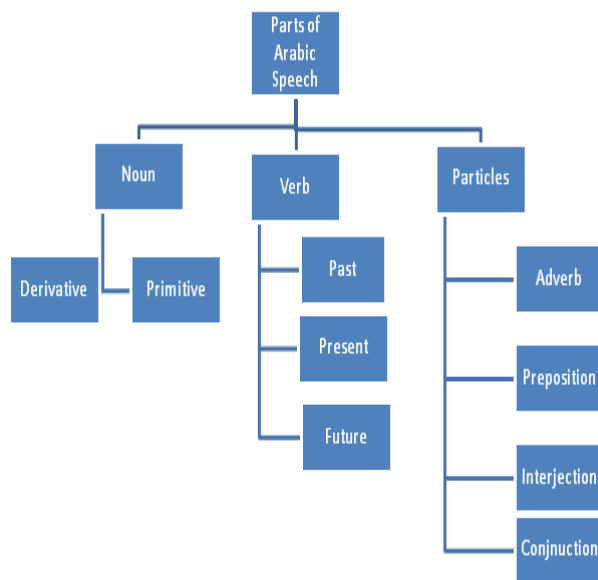 Parts of
Arabic
Speech
Noun
Verb
Particles
Derivative
Primitive
Past
Present
Future
Adverb
Preposition
Interjection
Conjnuction